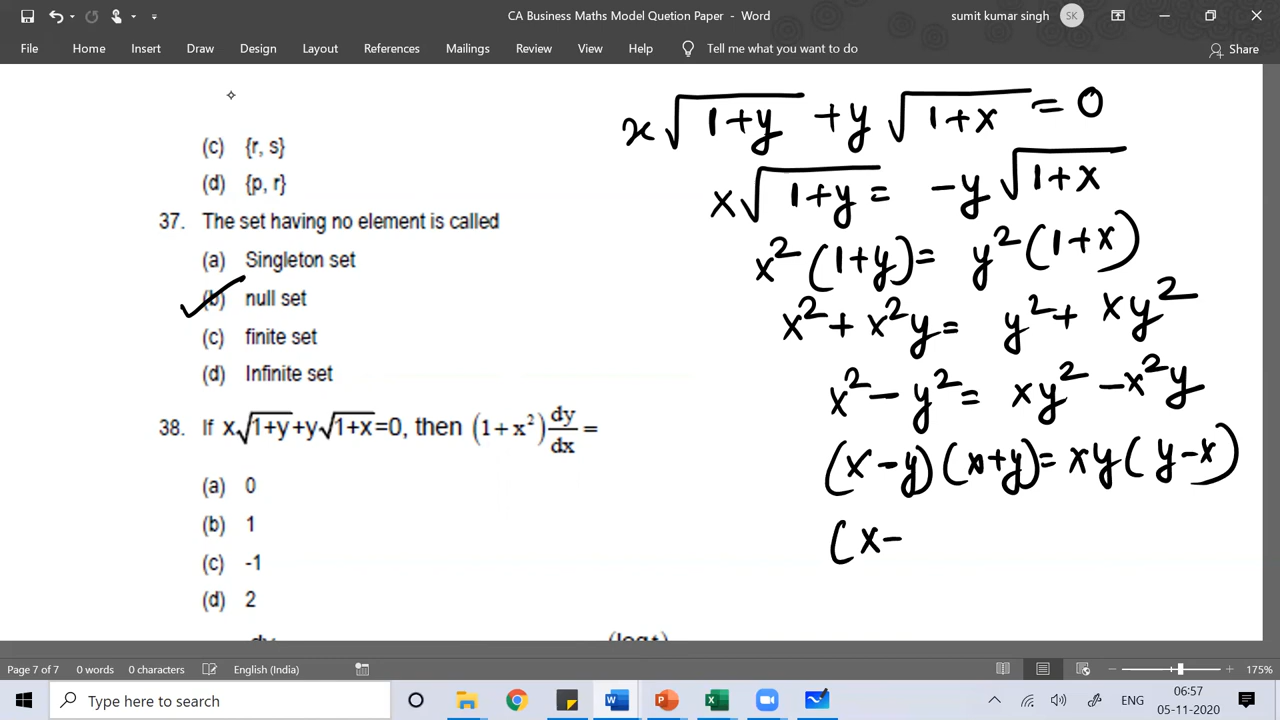 CA Business Maths Model Quetion Paper - Word
sumit kumar singh SK
File Home Insert Draw Design Layout References Mailings Review View Help Tell me what you want to do Share
(c) {r, s}
(d) {p, r}
37. The set having no element is called
(a) Singleton set
(b) null set
(c) finite set
(d) Infinite set
38. If x√(1+y)+y√(1+x)=0, then (1+x²)dy/dx =
(a) 0
(b) 1
(c) -1
(d) 2
dy (log t)
x√(1+y) + y√(1+x) = 0
x√(1+y) = -y√(1+x)
x²(1+y) = y²(1+x)
x² + x²y = y² + xy²
x² - y² = xy² - x²y
(x-y)(x+y) = xy(y-x)
(x-
Page 7 of 7 0 words 0 characters English (India) 175%
Type here to search ENG 06:57
05-11-2020